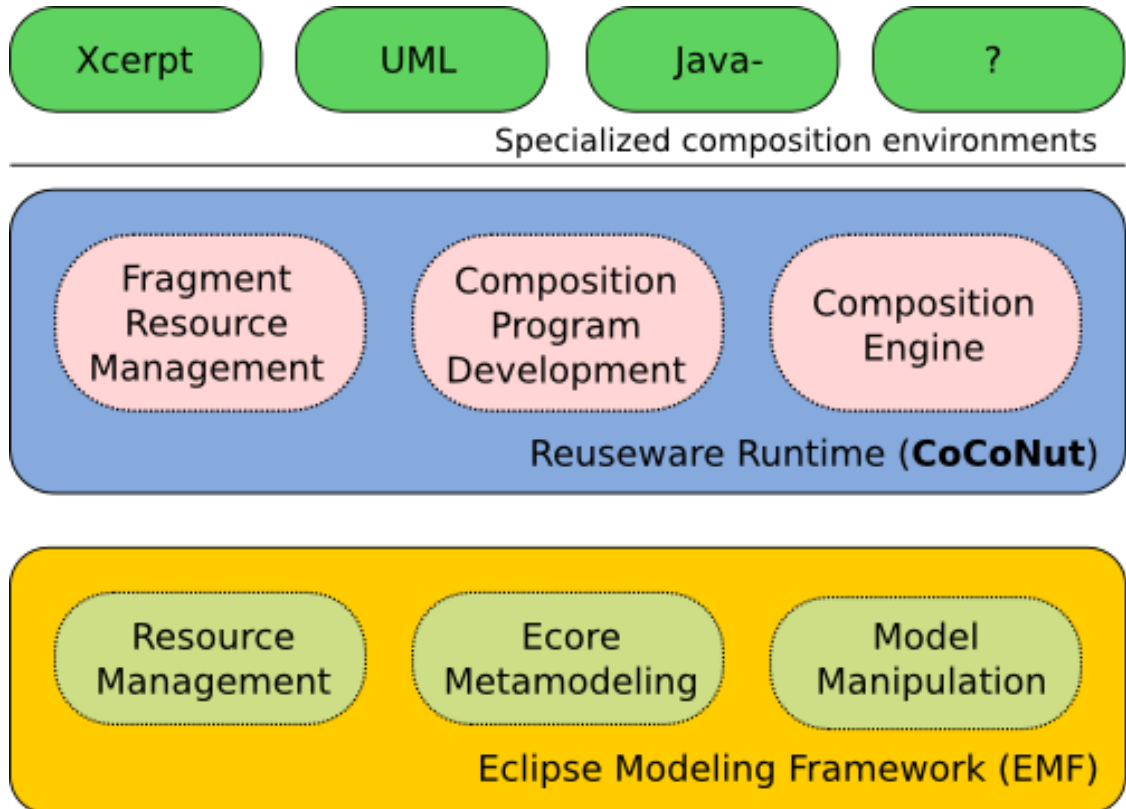 Xcerpt
UML
Java-
?
Specialized composition environments
Fragment
Resource
Management
Composition
Program
Development
Composition
Engine
Reuseware Runtime (CoCoNut)
Resource
Management
Ecore
Metamodeling
Model
Manipulation
Eclipse Modeling Framework (EMF)